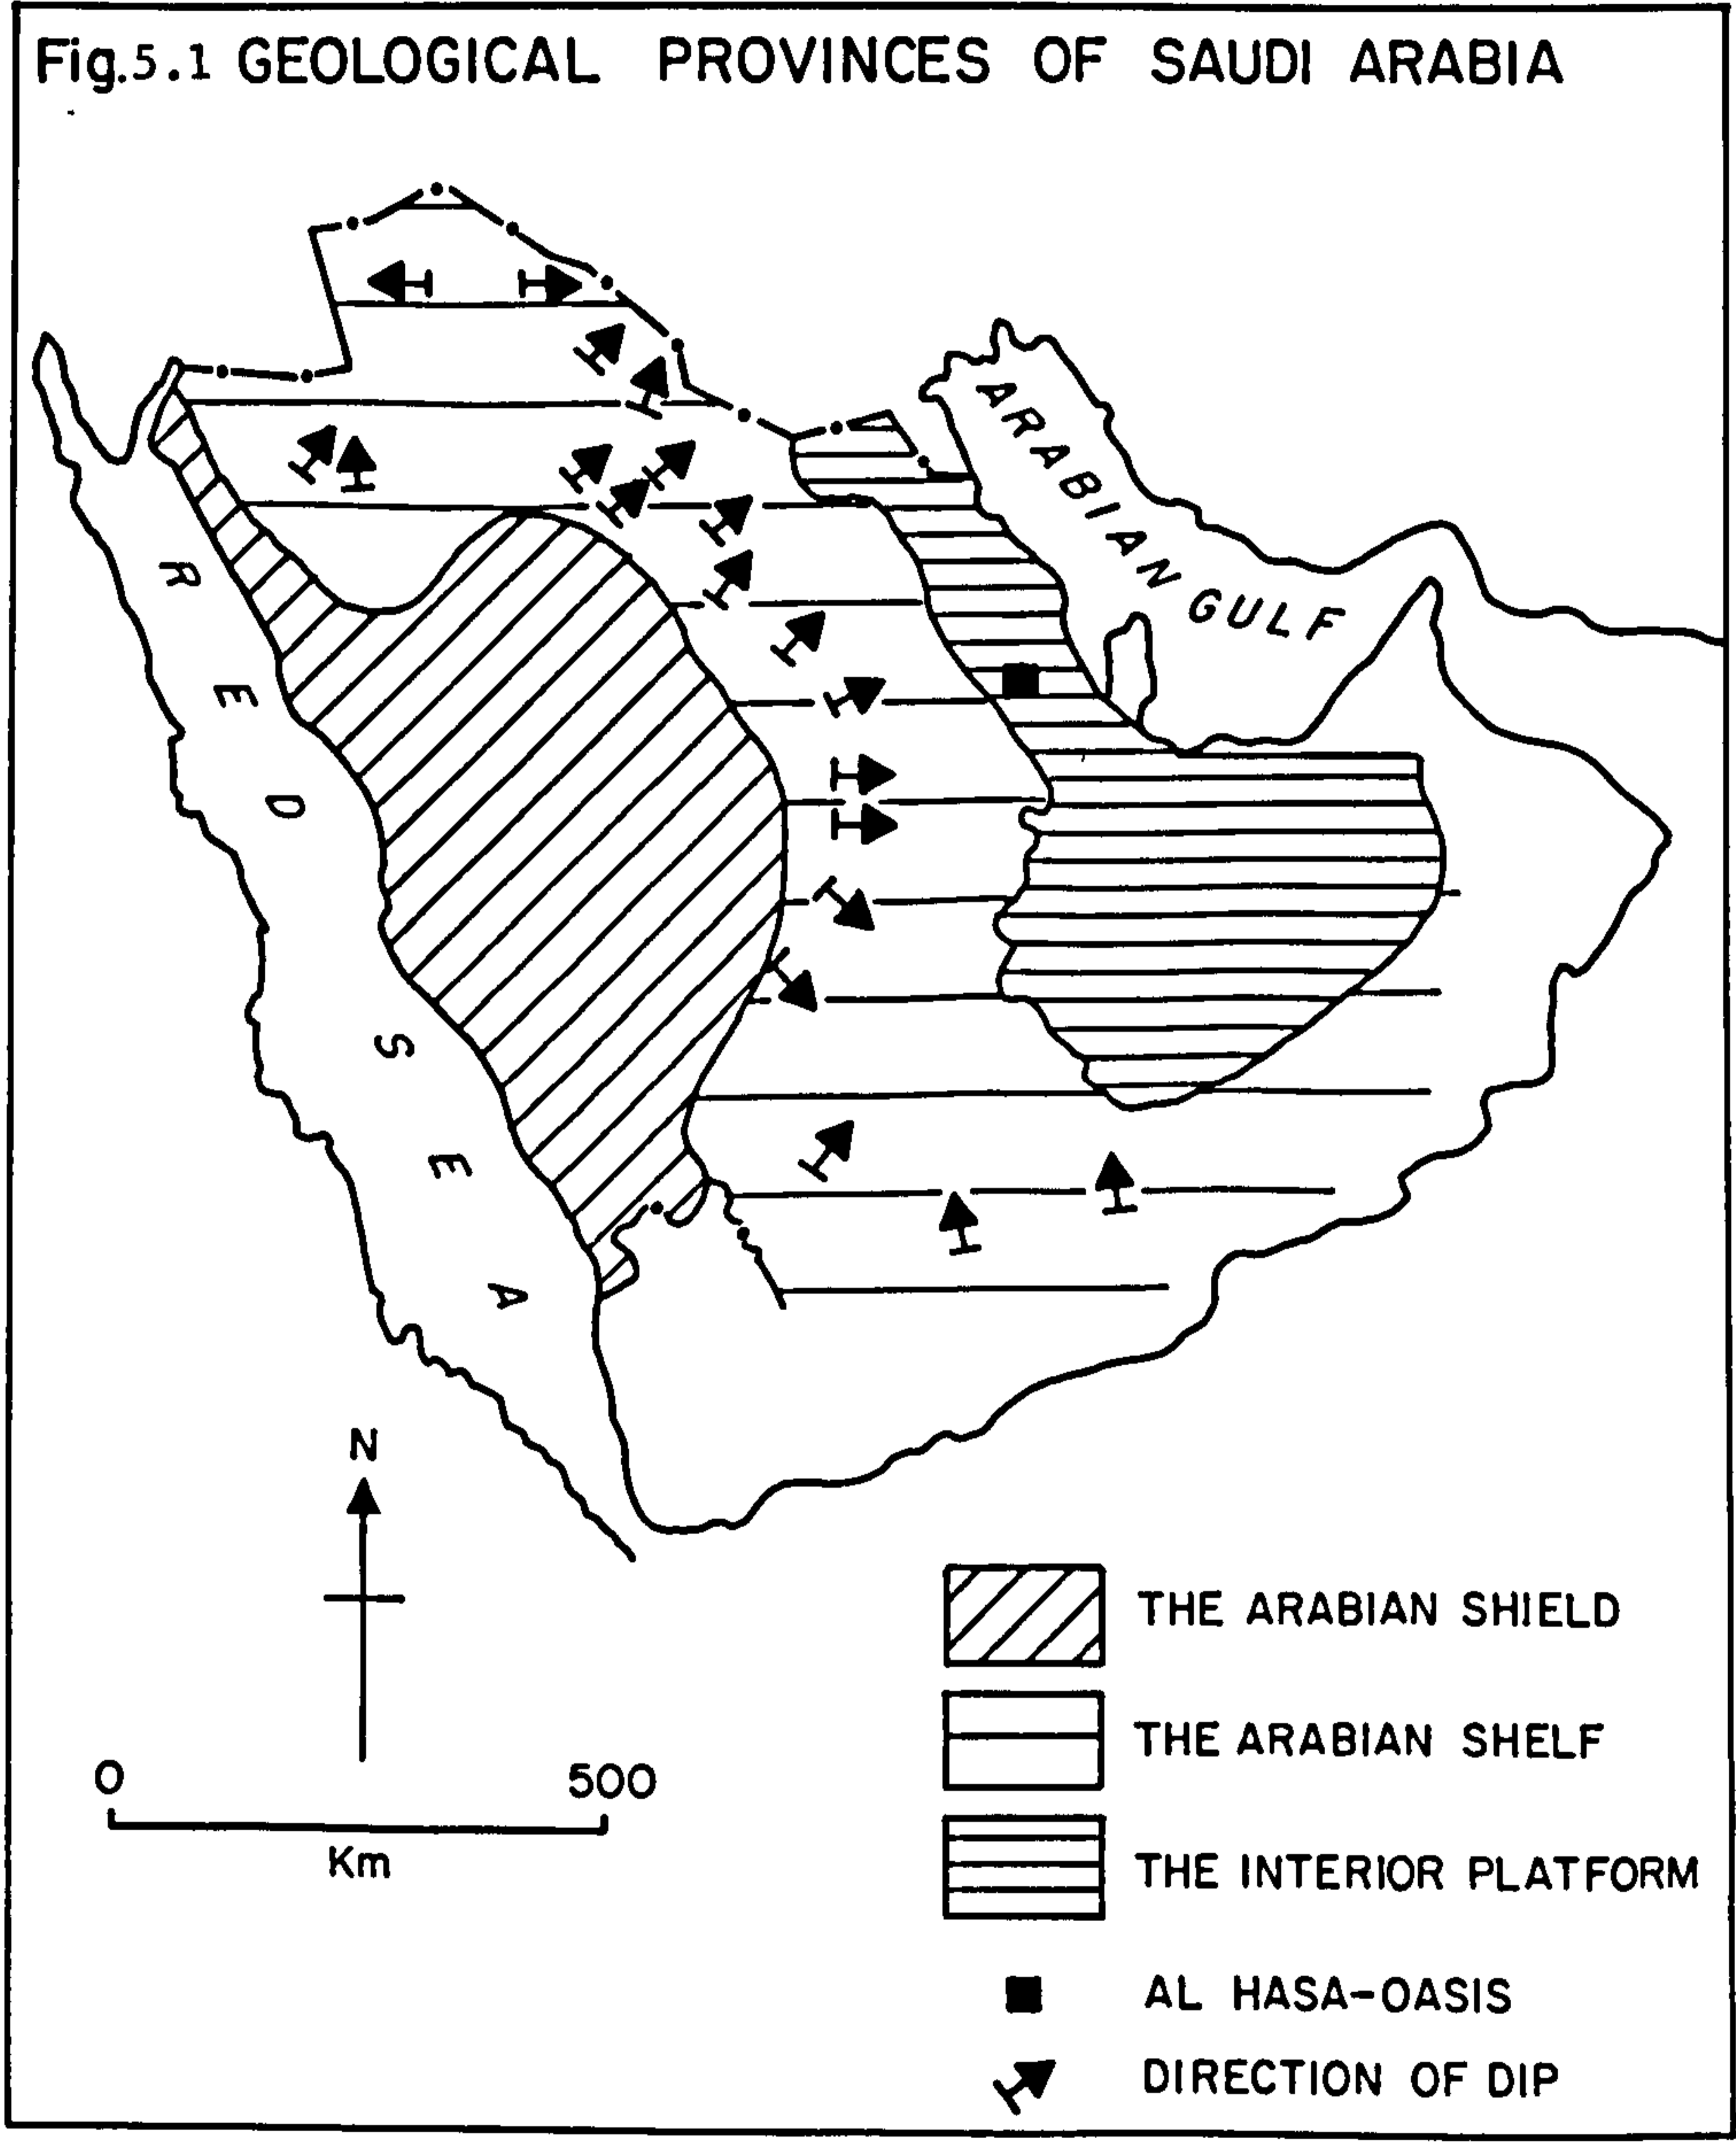 Fig.5.1 GEOLOGICAL PROVINCES OF SAUDI ARABIA
ARABIAN GULF
RED SEA
N
0 500
Km
THE ARABIAN SHIELD
THE ARABIAN SHELF
THE INTERIOR PLATFORM
AL HASA-OASIS
DIRECTION OF DIP